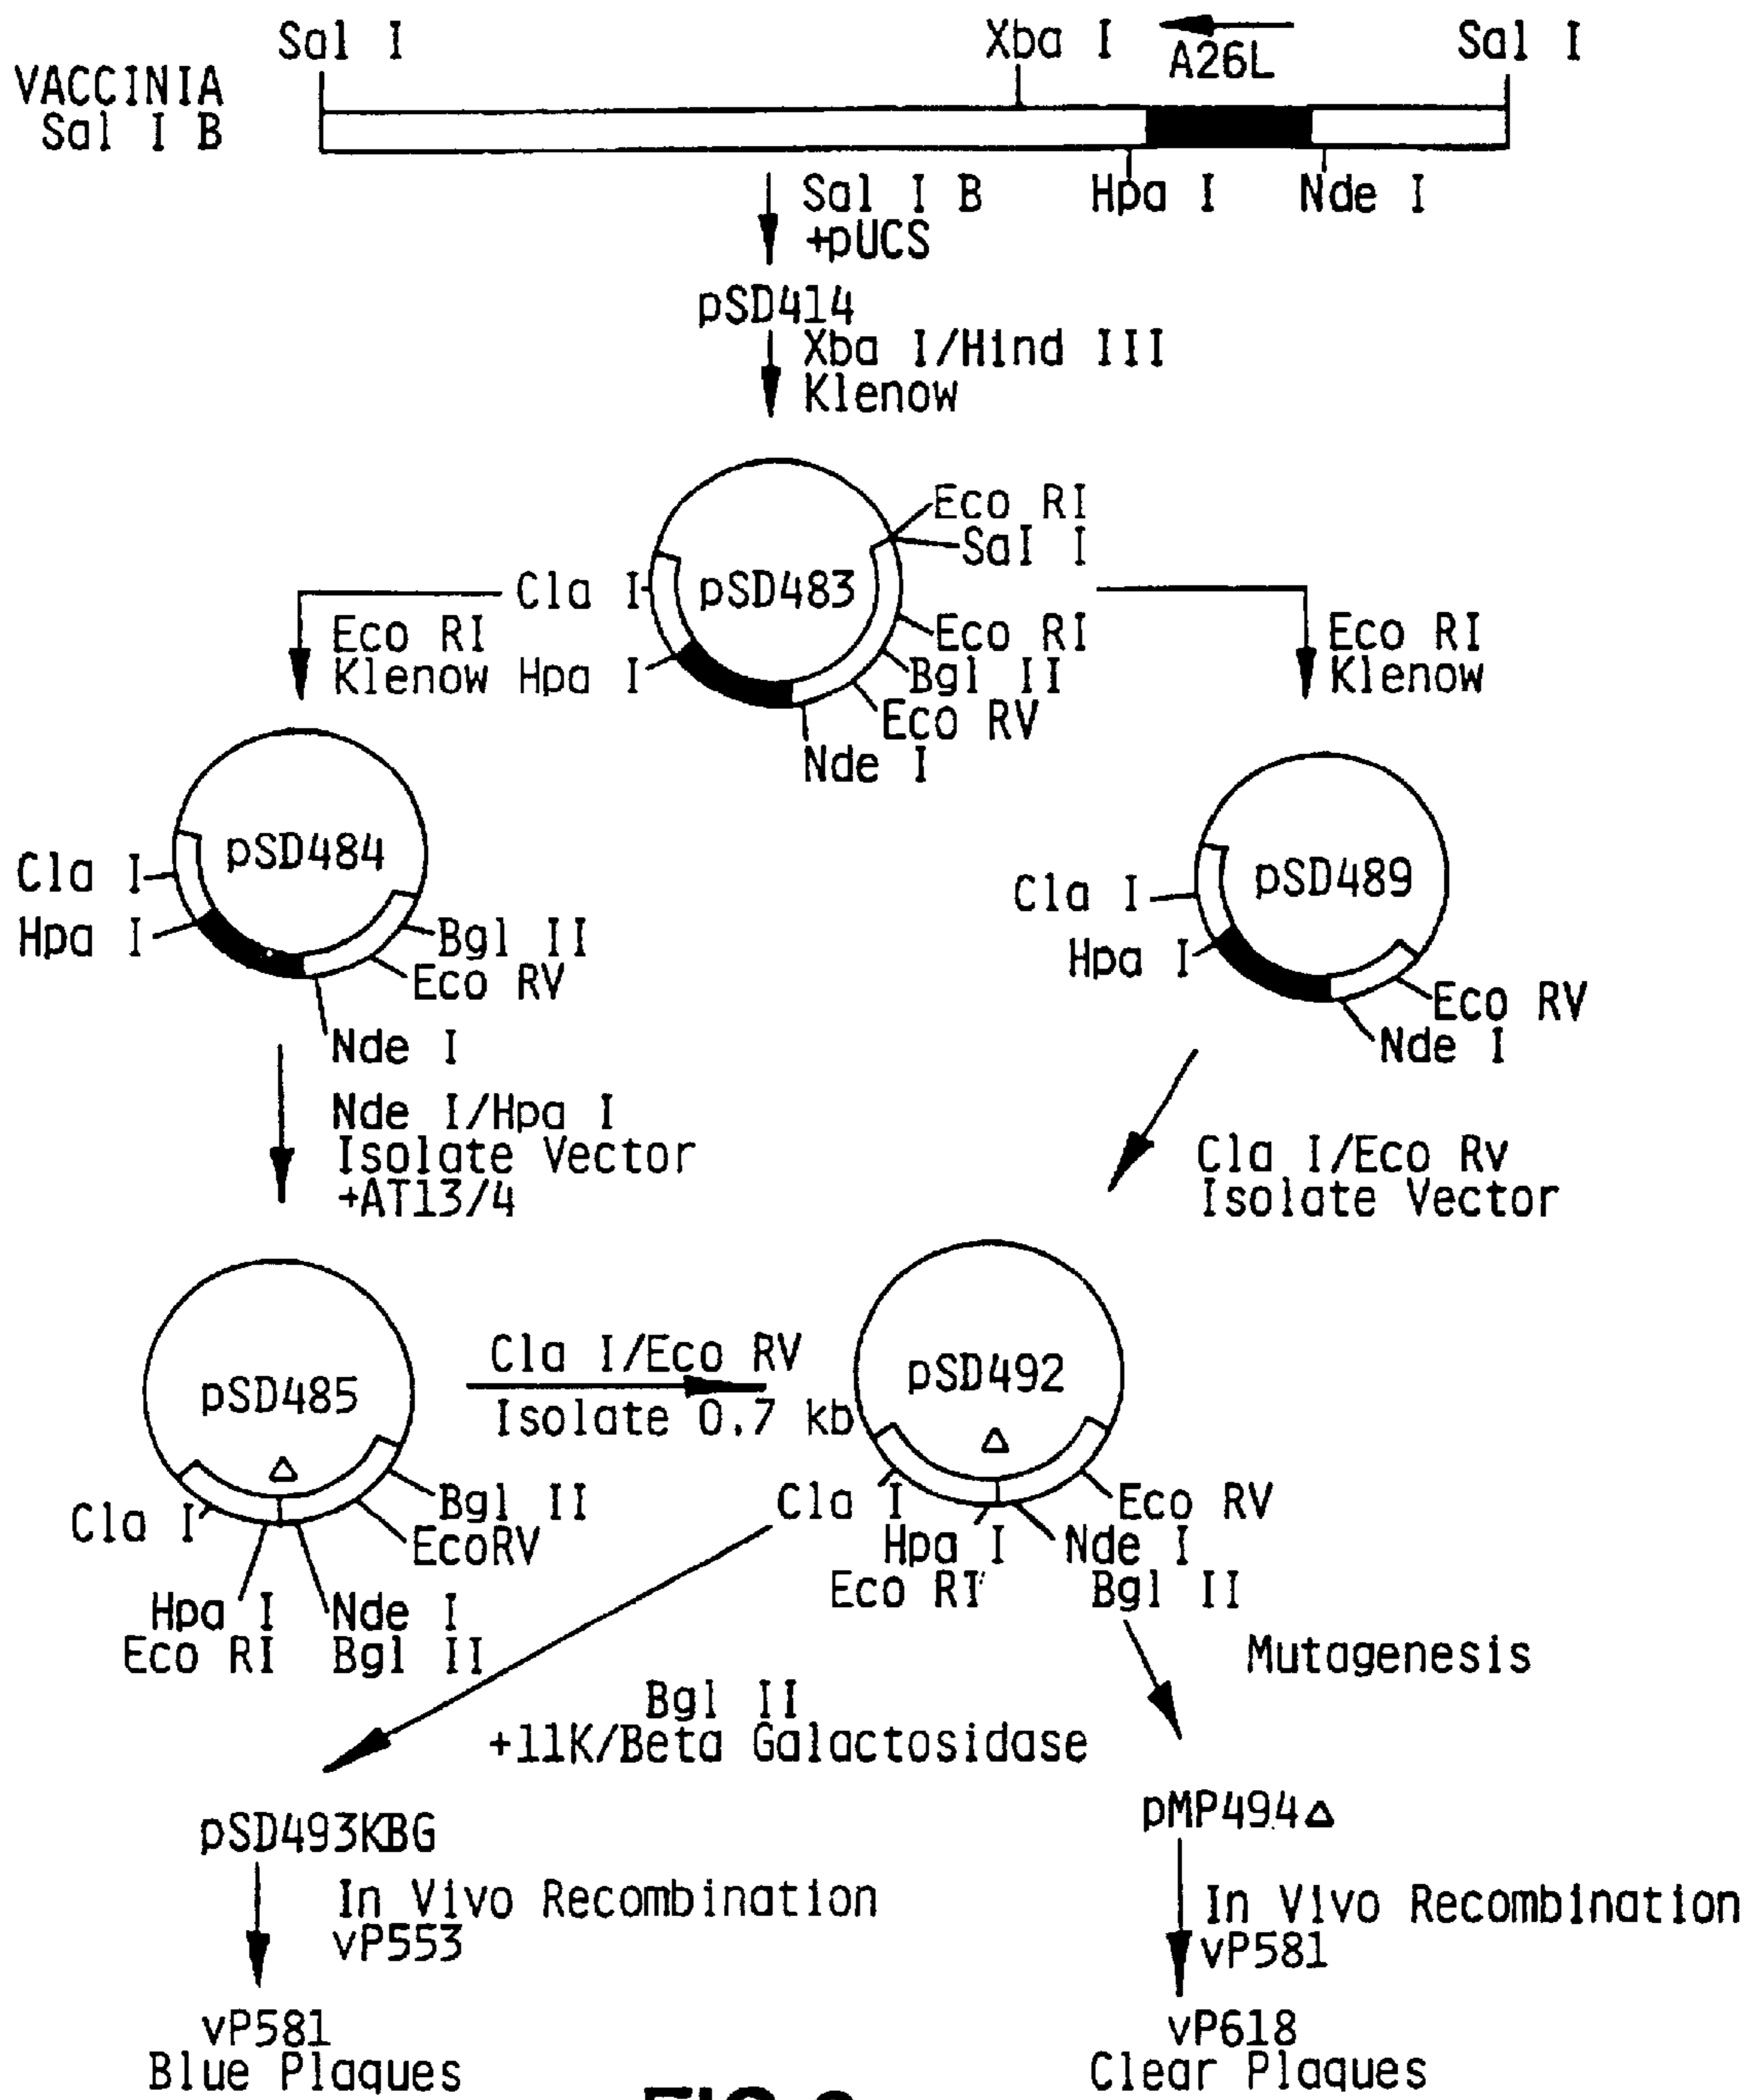 Sal I
Xba I
A26L
Sal I
VACCINIA
Sal I B
Hpa I
Nde I
Sal I B
+pUCS
pSD414
Xba I/Hind III
Klenow
Eco RI
SaI I
Cla I
pSD483
Eco RI
Klenow
Hpa I
Eco RI
Bgl II
Eco RV
Nde I
Eco RI
Klenow
pSD484
Cla I
Hpa I
Bgl II
Eco RV
Nde I
pSD489
Cla I
Hpa I
Eco RV
Nde I
Nde I/Hpa I
Isolate Vector
+AT13/4
Cla I/Eco Rv
Isolate Vector
pSD485
Δ
Cla I
Bgl II
EcoRV
Hpa I
Eco RI
Nde I
Bgl II
Cla I/Eco RV
Isolate 0.7 kb
pSD492
Δ
Cla I
Hpa I
Eco RI
Eco RV
Nde I
Bgl II
Mutagenesis
Bgl II
+11K/Beta Galactosidase
pSD493KBG
pMP494Δ
In Vivo Recombination
vP553
In Vivo Recombination
vP581
vP581
Blue Plaques
vP618
Clear Plaques